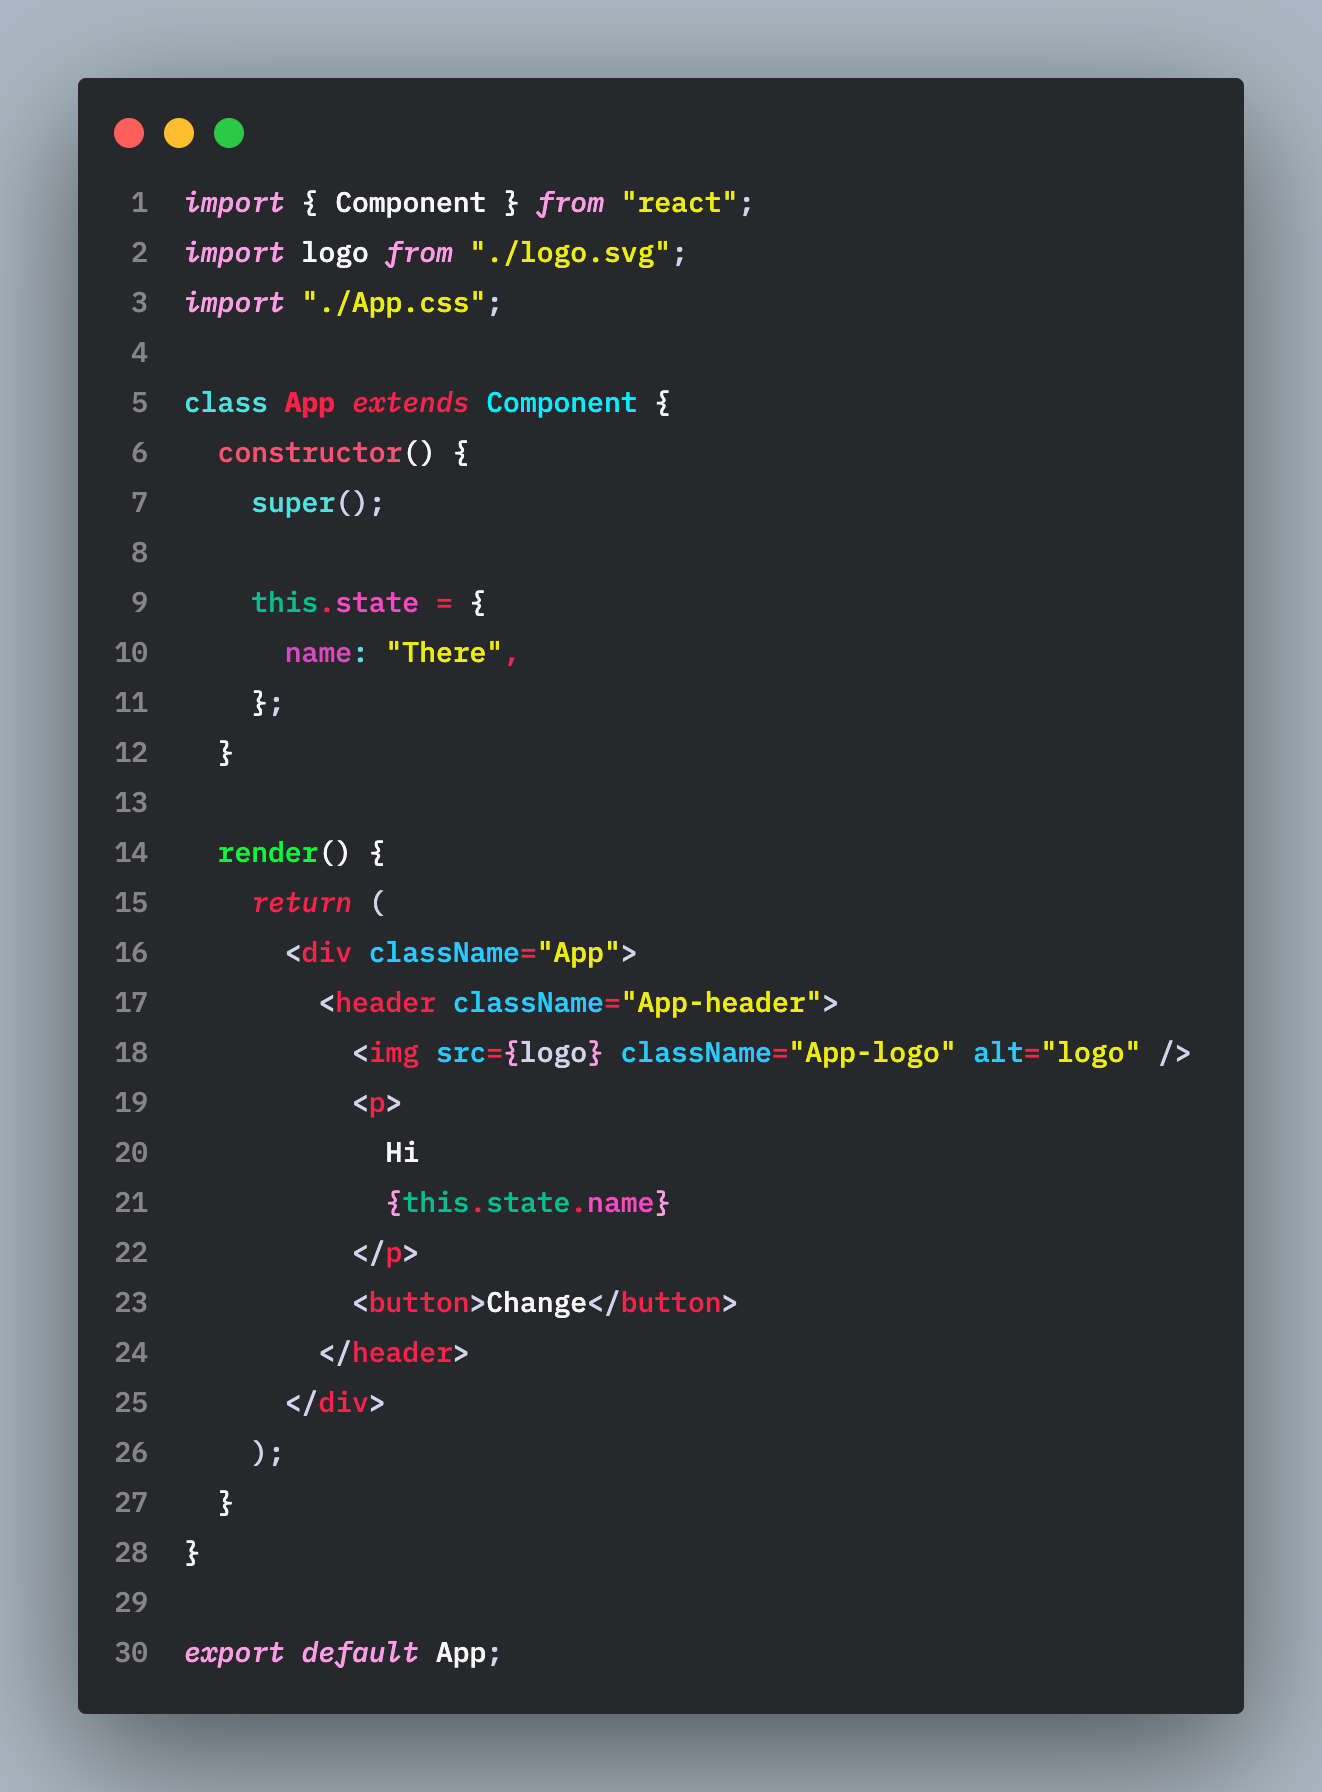 1 import { Component } from "react";
2 import logo from "./logo.svg";
3 import "./App.css";
4
5 class App extends Component {
6   constructor() {
7     super();
8
9     this.state = {
10       name: "There",
11     };
12   }
13
14   render() {
15     return (
16       <div className="App">
17         <header className="App-header">
18           <img src={logo} className="App-logo" alt="logo" />
19           <p>
20             Hi
21             {this.state.name}
22           </p>
23           <button>Change</button>
24         </header>
25       </div>
26     );
27   }
28 }
29
30 export default App;